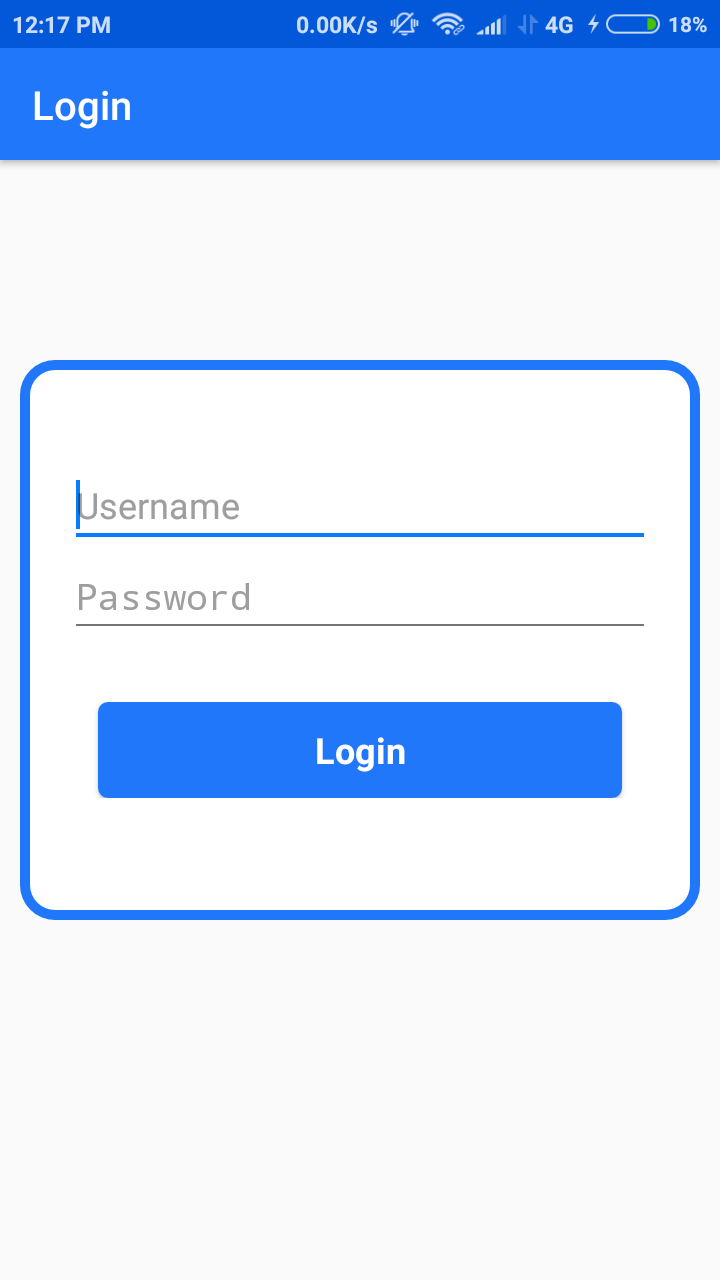 12:17 PM 0.00K/s 4G 18%
Login
Username
Password
Login